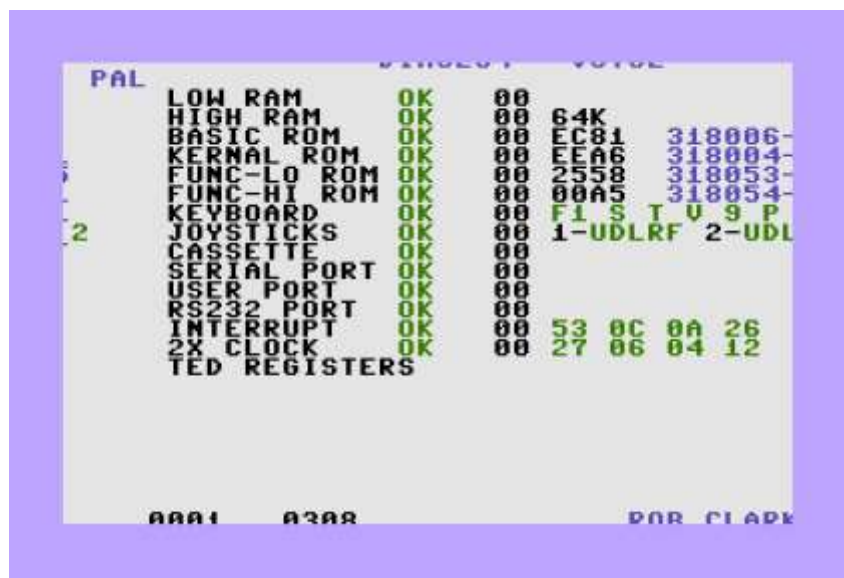 PAL
LOW RAM OK 00
HIGH RAM OK 00 64K
BASIC ROM OK 00 EC81 318006-
KERNAL ROM OK 00 EEA6 318004-
FUNC-LO ROM OK 00 2558 318053-
FUNC-HI ROM OK 00 00A5 318054-
KEYBOARD OK 00 F1 S T V 9 P
2 JOYSTICKS OK 00 1-UDLRF 2-UDL
CASSETTE OK 00
SERIAL PORT OK 00
USER PORT OK 00
RS232 PORT OK 00
INTERRUPT OK 00 53 0C 0A 26
2X CLOCK OK 00 27 06 04 12
TED REGISTERS
0001 0308 ROB CLARK